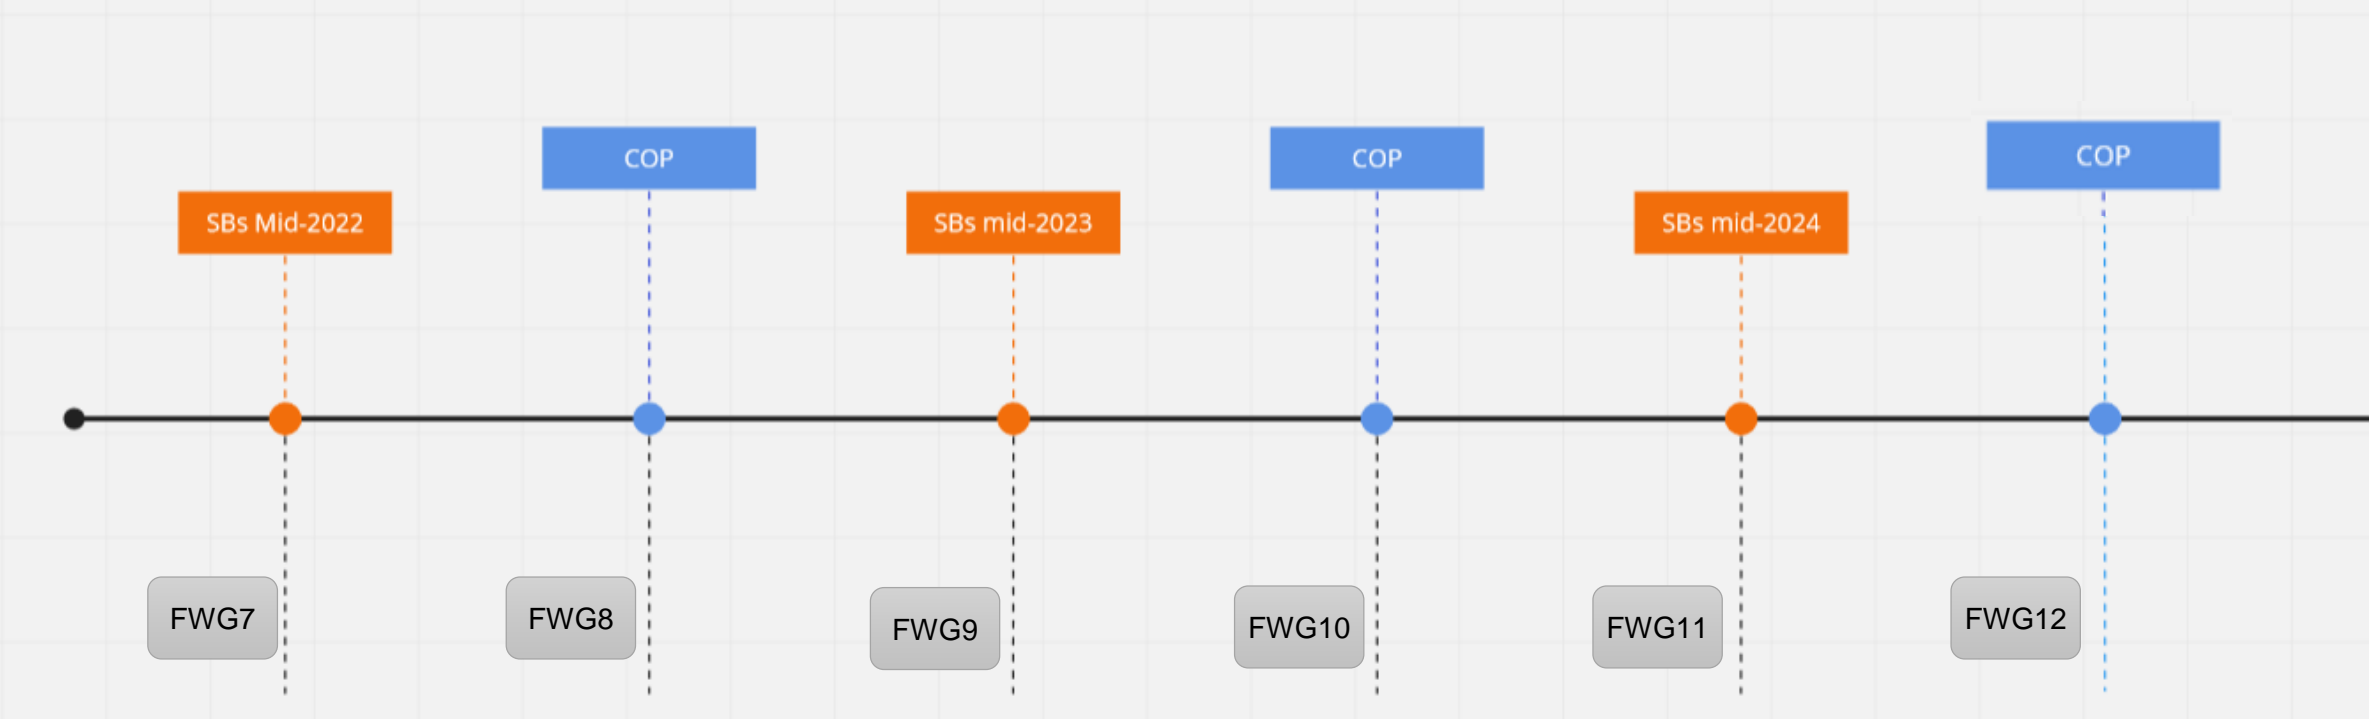 COP
COP
COP
SBs Mid-2022
SBs mid-2023
SBs mid-2024
FWG7
FWG8
FWG9
FWG10
FWG11
FWG12